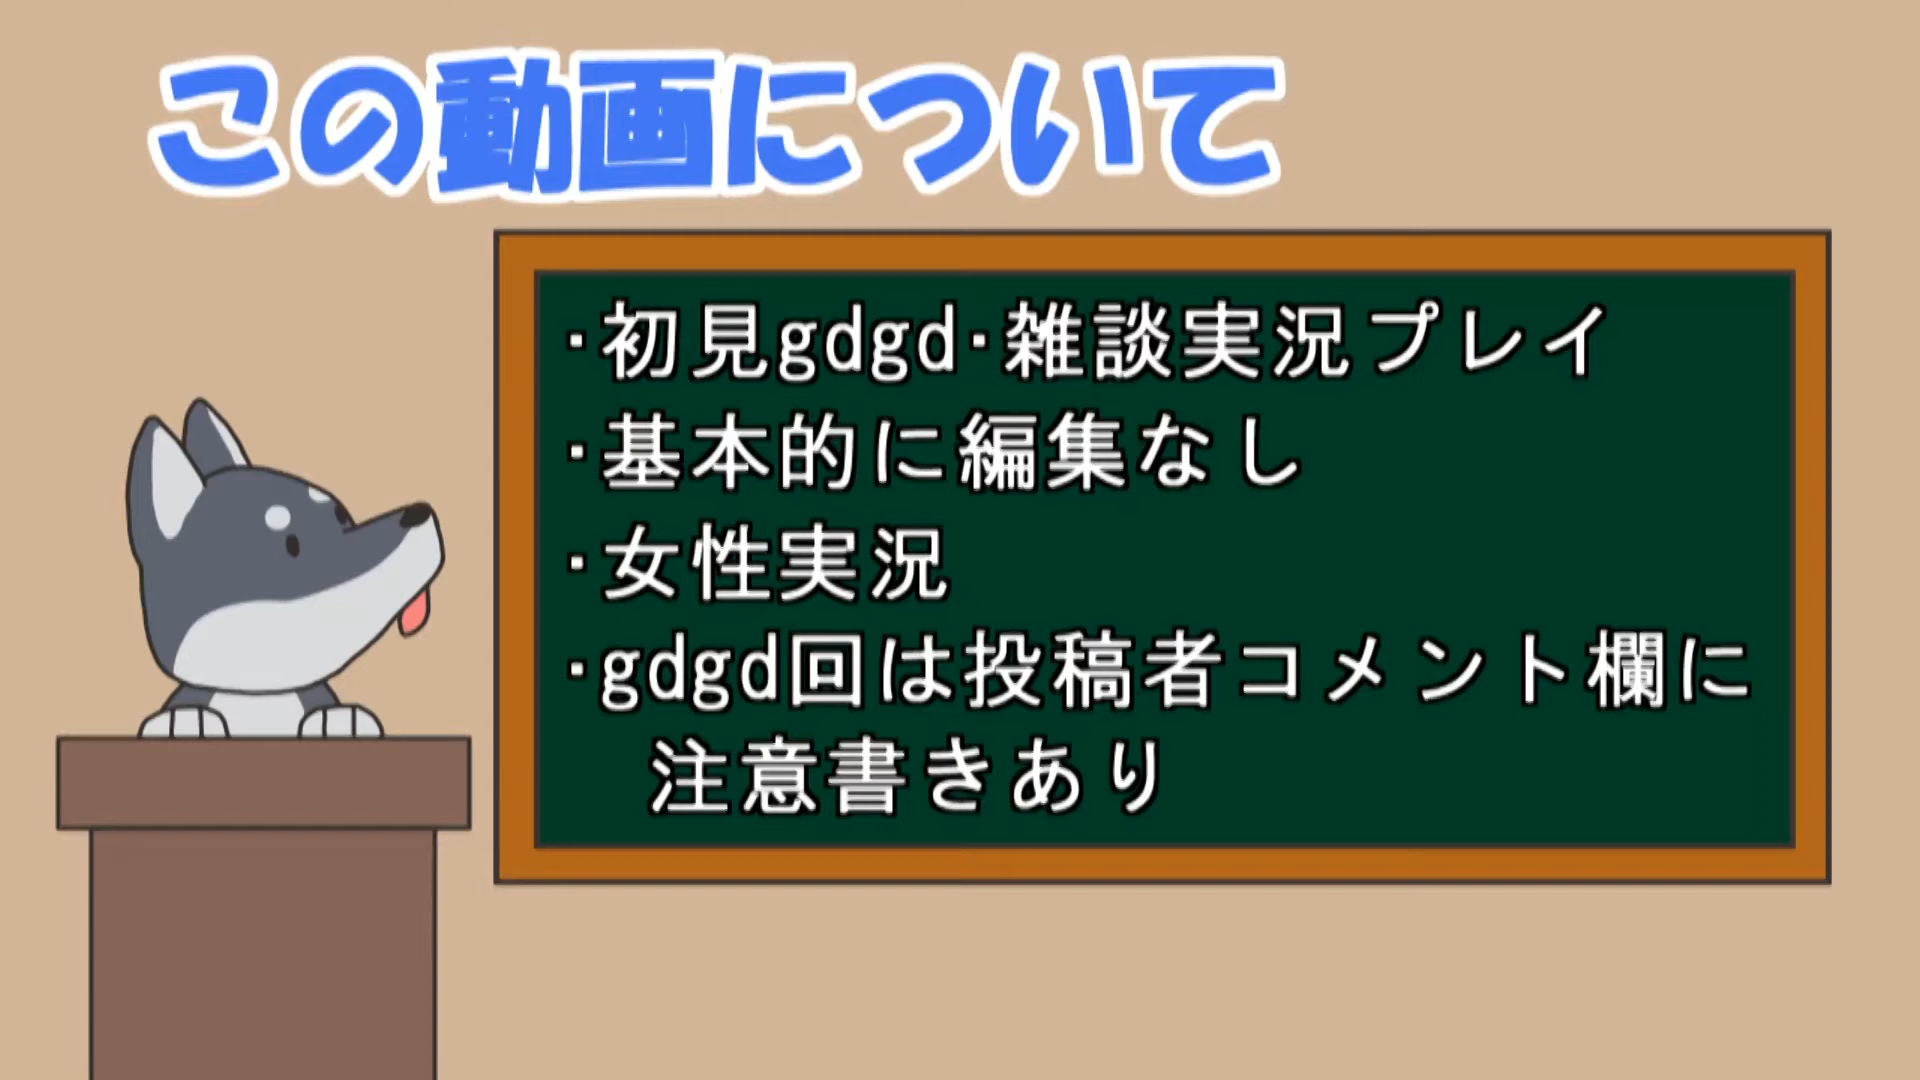 この動画について
・初見gdgd・雑談実況プレイ
・基本的に編集なし
・女性実況
・gdgd回は投稿者コメント欄に
注意書きあり